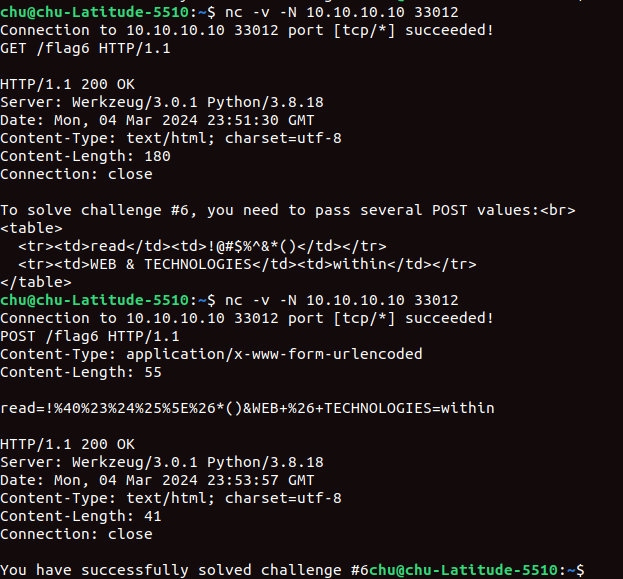 chu@chu-Latitude-5510:~$ nc -v -N 10.10.10.10 33012
Connection to 10.10.10.10 33012 port [tcp/*] succeeded!
GET /flag6 HTTP/1.1

HTTP/1.1 200 OK
Server: Werkzeug/3.0.1 Python/3.8.18
Date: Mon, 04 Mar 2024 23:51:30 GMT
Content-Type: text/html; charset=utf-8
Content-Length: 180
Connection: close

To solve challenge #6, you need to pass several POST values:<br>
<table>
  <tr><td>read</td><td>!@#$%^&*()</td></tr>
  <tr><td>WEB & TECHNOLOGIES</td><td>within</td></tr>
</table>
chu@chu-Latitude-5510:~$ nc -v -N 10.10.10.10 33012
Connection to 10.10.10.10 33012 port [tcp/*] succeeded!
POST /flag6 HTTP/1.1
Content-Type: application/x-www-form-urlencoded
Content-Length: 55

read=!%40%23%24%25%5E%26*()&WEB+%26+TECHNOLOGIES=within

HTTP/1.1 200 OK
Server: Werkzeug/3.0.1 Python/3.8.18
Date: Mon, 04 Mar 2024 23:53:57 GMT
Content-Type: text/html; charset=utf-8
Content-Length: 41
Connection: close

You have successfully solved challenge #6chu@chu-Latitude-5510:~$